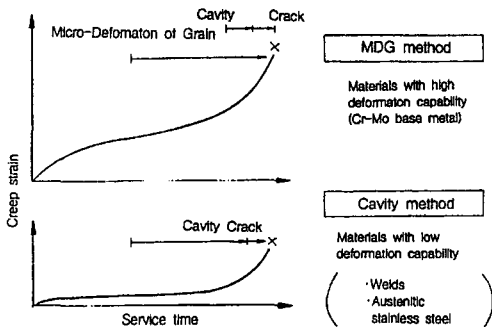 Cavity Crack
Micro-Defomaton of Grain
MDG method
Materials with high
deformaton capability
(Cr-Mo base metal)
Creep strain
Cavity method
Cavity Crack
Materials with low
deformation capability
·Welds
·Austenitic
stainless steel
Service time